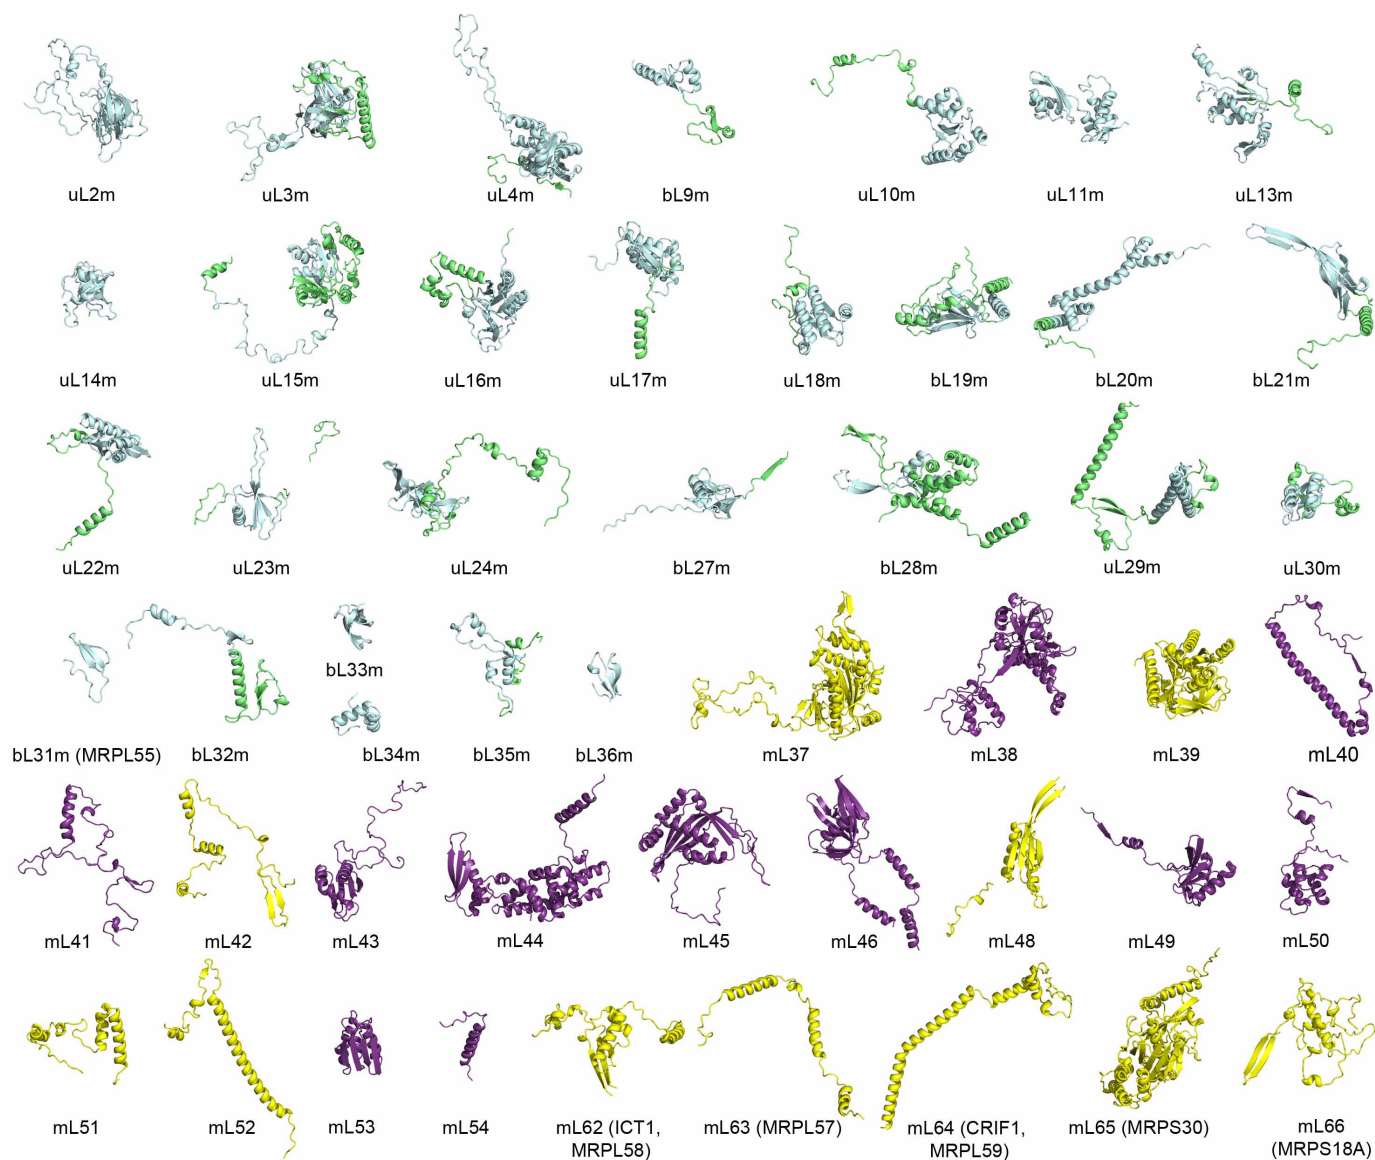 uL2m
uL3m
uL4m
bL9m
uL10m
uL11m
uL13m
uL14m
uL15m
uL16m
uL17m
uL18m
bL19m
bL20m
bL21m
uL22m
uL23m
uL24m
bL27m
bL28m
uL29m
uL30m
bL31m (MRPL55)
bL32m
bL33m
bL34m
bL35m
bL36m
mL37
mL38
mL39
mL40
mL41
mL42
mL43
mL44
mL45
mL46
mL48
mL49
mL50
mL51
mL52
mL53
mL54
mL62 (ICT1,
MRPL58)
mL63 (MRPL57)
mL64 (CRIF1,
MRPL59)
mL65 (MRPS30)
mL66
(MRPS18A)